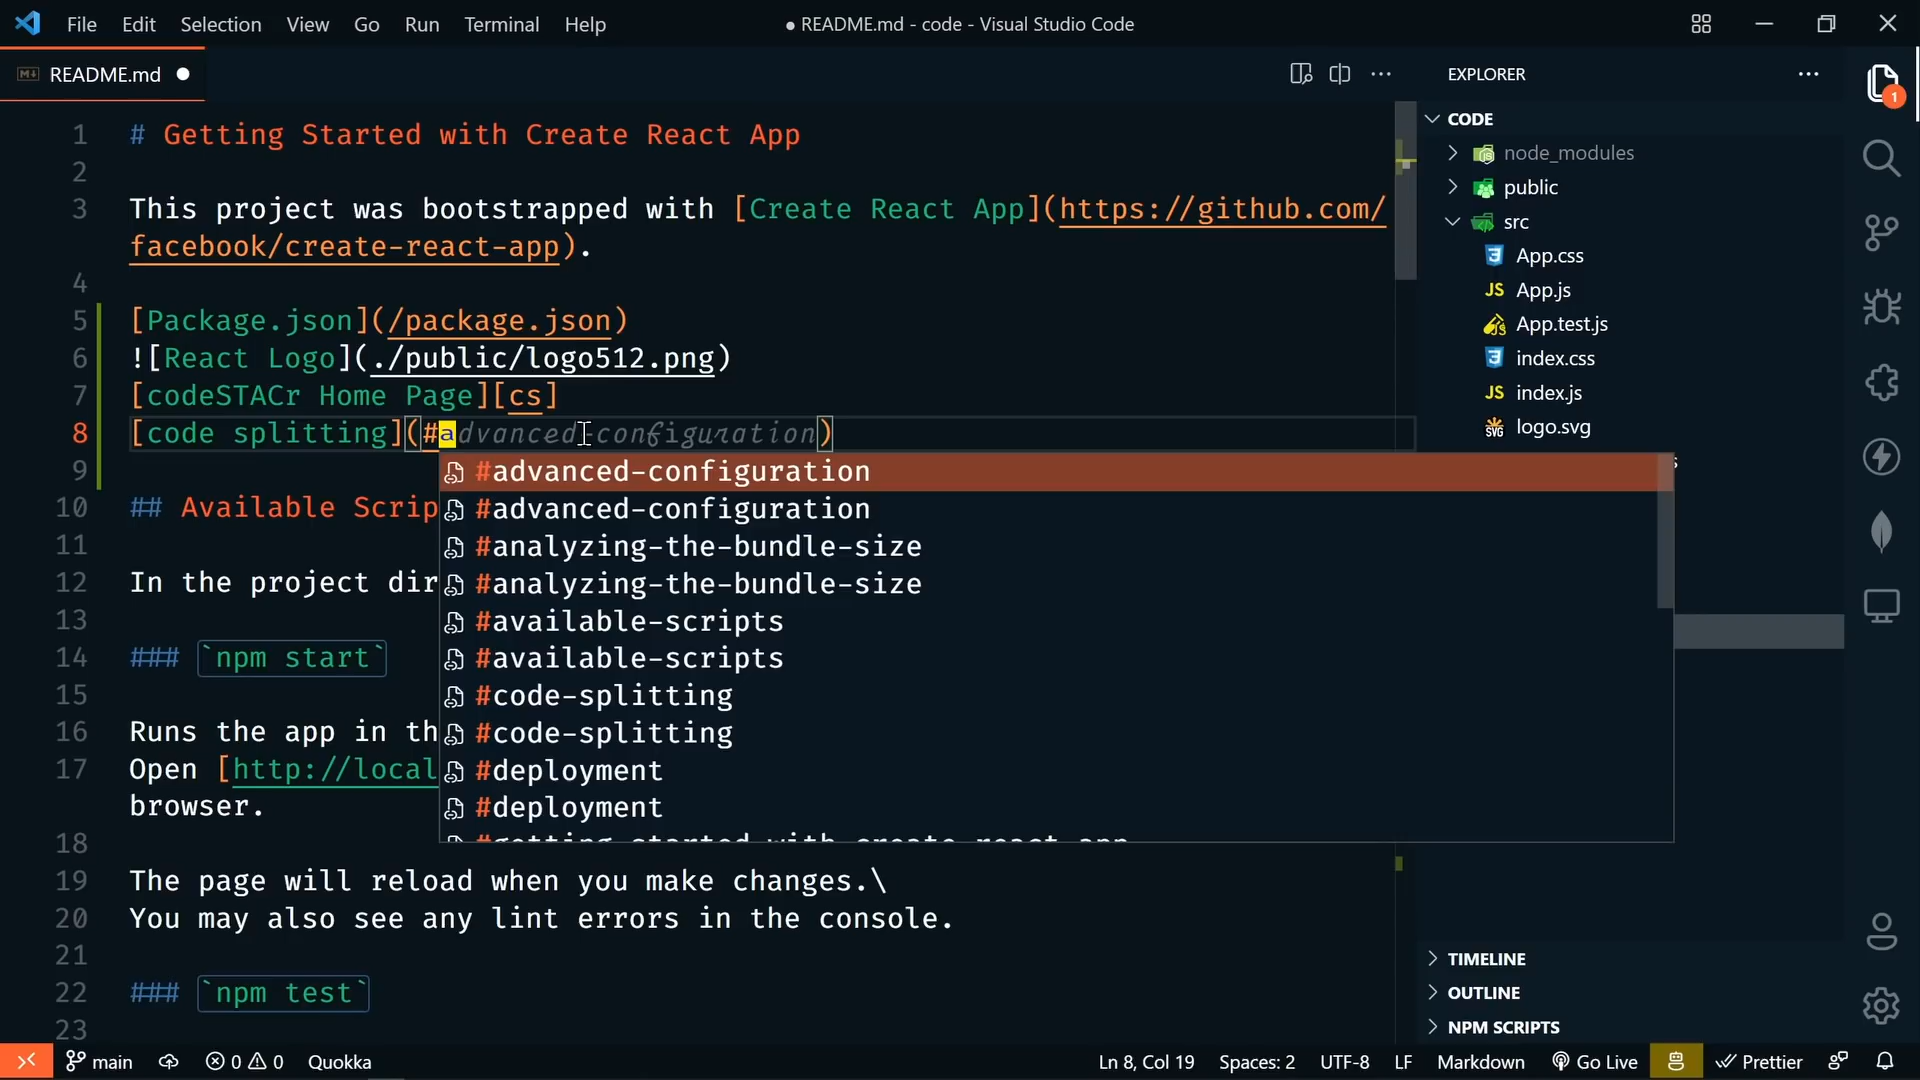 File Edit Selection View Go Run Terminal Help
● README.md - code - Visual Studio Code
README.md
EXPLORER
1 # Getting Started with Create React App
2
3 This project was bootstrapped with [Create React App](https://github.com/
facebook/create-react-app).
4
5 [Package.json](/package.json)
6 ![React Logo](./public/logo512.png)
7 [codeSTACr Home Page][cs]
8 [code splitting](#advanced-configuration)
9
#advanced-configuration
#advanced-configuration
#analyzing-the-bundle-size
#analyzing-the-bundle-size
#available-scripts
#available-scripts
#code-splitting
#code-splitting
#deployment
#deployment
#getting-started-with-create-react-app
10 ## Available Scrip
11
12 In the project dir
13
14 ### `npm start`
15
16 Runs the app in th
17 Open [http://local
browser.
18
19 The page will reload when you make changes.\
20 You may also see any lint errors in the console.
21
22 ### `npm test`
23
CODE
node_modules
public
src
App.css
JS App.js
App.test.js
index.css
JS index.js
logo.svg
TIMELINE
OUTLINE
NPM SCRIPTS
1
main 0 0 Quokka
Ln 8, Col 19 Spaces: 2 UTF-8 LF Markdown Go Live Prettier